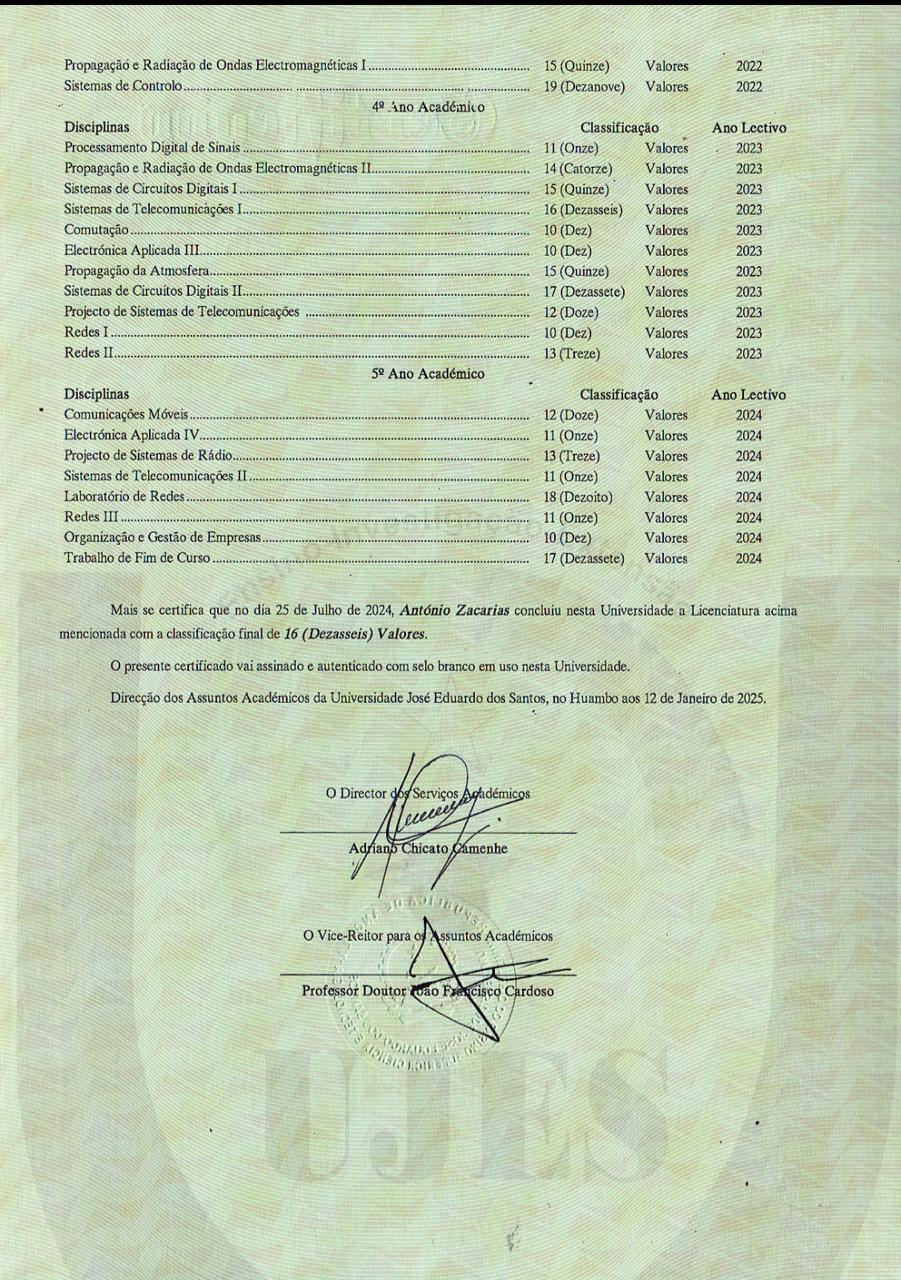 Propagação e Radiação de Ondas Electromagnéticas I 15 (Quinze) Valores 2022
Sistemas de Controlo 19 (Dezanove) Valores 2022
4º Ano Académico
Disciplinas Classificação Ano Lectivo
Processamento Digital de Sinais 11 (Onze) Valores 2023
Propagação e Radiação de Ondas Electromagnéticas II 14 (Catorze) Valores 2023
Sistemas de Circuitos Digitais I 15 (Quinze) Valores 2023
Sistemas de Telecomunicações I 16 (Dezasseis) Valores 2023
Comutação 10 (Dez) Valores 2023
Electrónica Aplicada III 10 (Dez) Valores 2023
Propagação da Atmosfera 15 (Quinze) Valores 2023
Sistemas de Circuitos Digitais II 17 (Dezassete) Valores 2023
Projecto de Sistemas de Telecomunicações 12 (Doze) Valores 2023
Redes I 10 (Dez) Valores 2023
Redes II 13 (Treze) Valores 2023
5º Ano Académico
Disciplinas Classificação Ano Lectivo
Comunicações Móveis 12 (Doze) Valores 2024
Electrónica Aplicada IV 11 (Onze) Valores 2024
Projecto de Sistemas de Rádio 13 (Treze) Valores 2024
Sistemas de Telecomunicações II 11 (Onze) Valores 2024
Laboratório de Redes 18 (Dezoito) Valores 2024
Redes III 11 (Onze) Valores 2024
Organização e Gestão de Empresas 10 (Dez) Valores 2024
Trabalho de Fim de Curso 17 (Dezassete) Valores 2024
Mais se certifica que no dia 25 de Julho de 2024, António Zacarias concluiu nesta Universidade a Licenciatura acima
mencionada com a classificação final de 16 (Dezasseis) Valores.
O presente certificado vai assinado e autenticado com selo branco em uso nesta Universidade.
Direcção dos Assuntos Académicos da Universidade José Eduardo dos Santos, no Huambo aos 12 de Janeiro de 2025.
O Director dos Serviços Académicos
Adriano Chicato Camenhe
O Vice-Reitor para os Assuntos Académicos
Professor Doutor João Francisco Cardoso
UJES